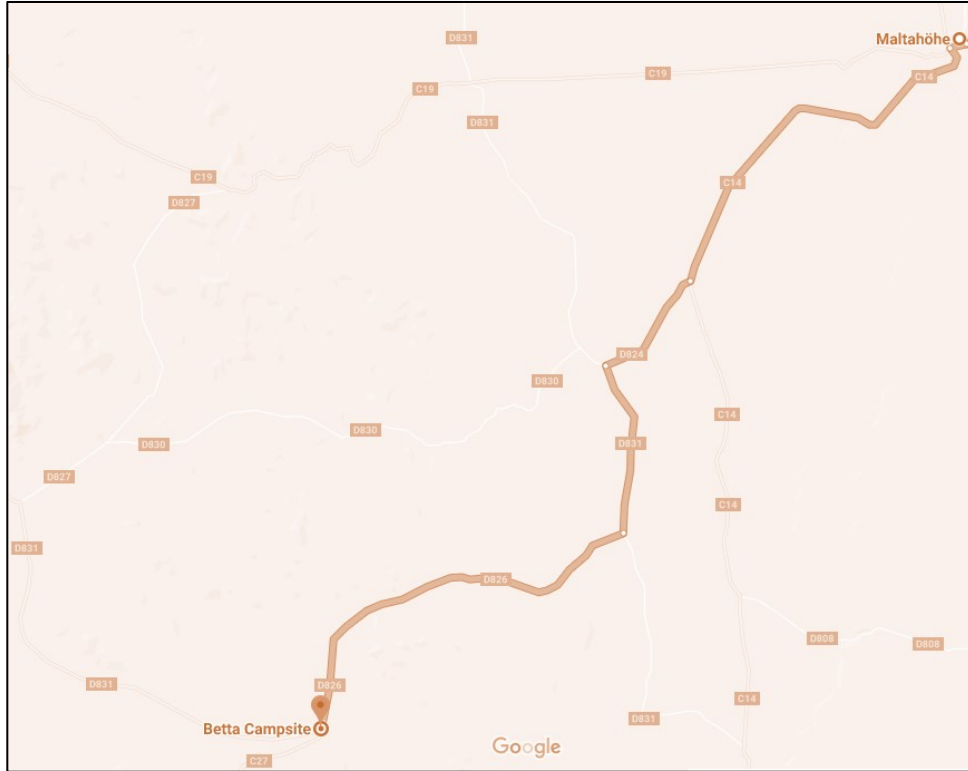 D831
Maltahöhe
C19
C14
C19
D831
C19
C14
D827
D824
D830
C14
D830
D830
D831
D827
C14
D831
D826
D808
D808
D831
D826
C14
D831
Betta Campsite
C27
Google